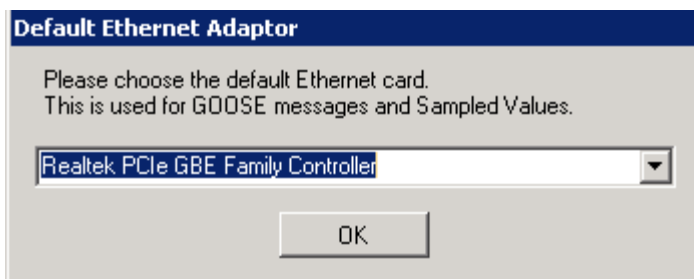 Default Ethernet Adaptor
Please choose the default Ethernet card.
This is used for GOOSE messages and Sampled Values.
Realtek PCIe GBE Family Controller
OK